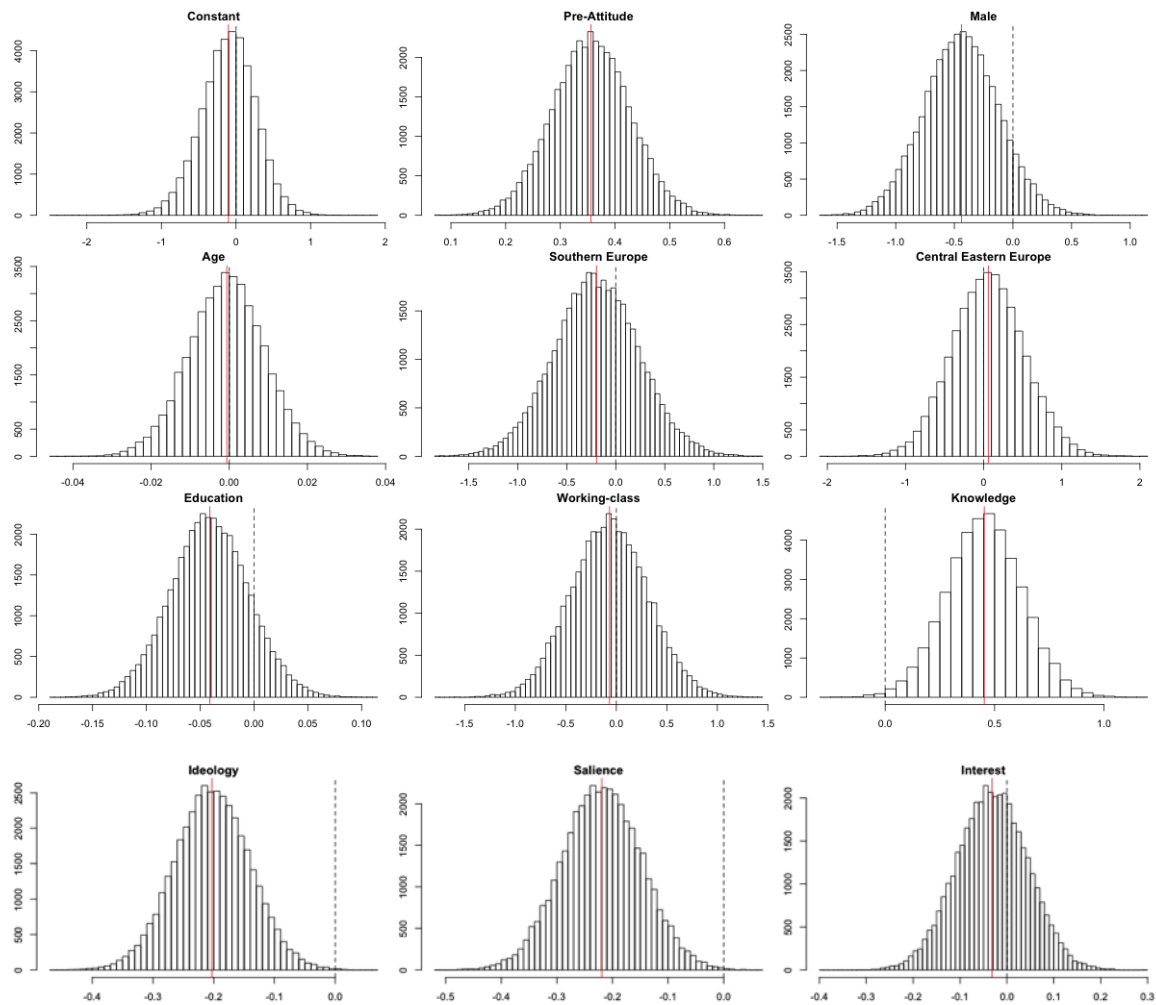 Constant
4000
3000
2000
1000
0
-2 -1 0 1 2
Pre-Attitude
2000
1500
1000
500
0
0.1 0.2 0.3 0.4 0.5 0.6
Male
2500
2000
1500
1000
500
0
-1.5 -1.0 -0.5 0.0 0.5 1.0
Age
3500
2500
1500
500
0
-0.04 -0.02 0.00 0.02 0.04
Southern Europe
1500
1000
500
0
-1.5 -1.0 -0.5 0.0 0.5 1.0 1.5
Central Eastern Europe
3500
2500
1500
500
0
-2 -1 0 1 2
Education
2000
1500
1000
500
0
-0.20 -0.15 -0.10 -0.05 0.00 0.05 0.10
Working-class
2000
1500
1000
500
0
-1.5 -1.0 -0.5 0.0 0.5 1.0 1.5
Knowledge
4000
3000
2000
1000
0
0.0 0.5 1.0
Ideology
2500
2000
1500
1000
500
0
-0.4 -0.3 -0.2 -0.1 0.0
Salience
2000
1500
1000
500
0
-0.5 -0.4 -0.3 -0.2 -0.1 0.0
Interest
2000
1500
1000
500
0
-0.4 -0.3 -0.2 -0.1 0.0 0.1 0.2 0.3